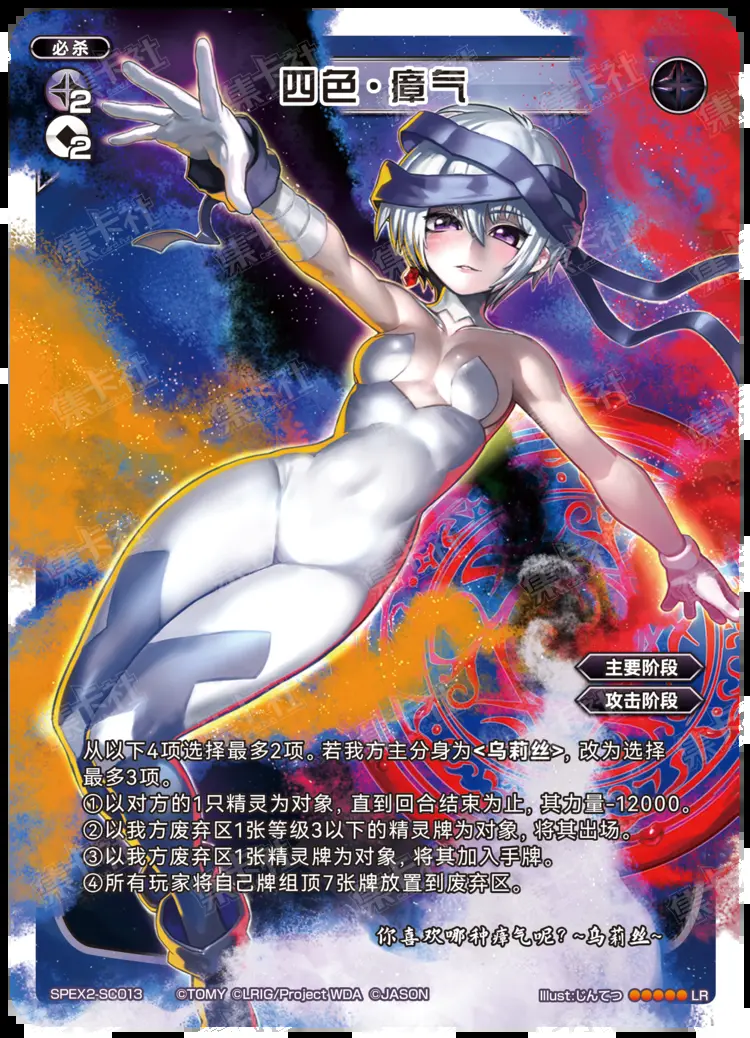 必杀
四色·瘴气
2
2
主要阶段
攻击阶段
从以下4项选择最多2项。若我方主分身为<乌莉丝>, 改为选择
最多3项。
①以对方的1只精灵为对象, 直到回合结束为止, 其力量-12000。
②以我方废弃区1张等级3以下的精灵牌为对象, 将其出场。
③以我方废弃区1张精灵牌为对象, 将其加入手牌。
④所有玩家将自己牌组顶7张牌放置到废弃区。
你喜欢哪种瘴气呢? ~乌莉丝~
SPEX2-SC013 ©TOMY ©LRIG/Project WDA ©JASON Illust:じんてつ LR
集卡社